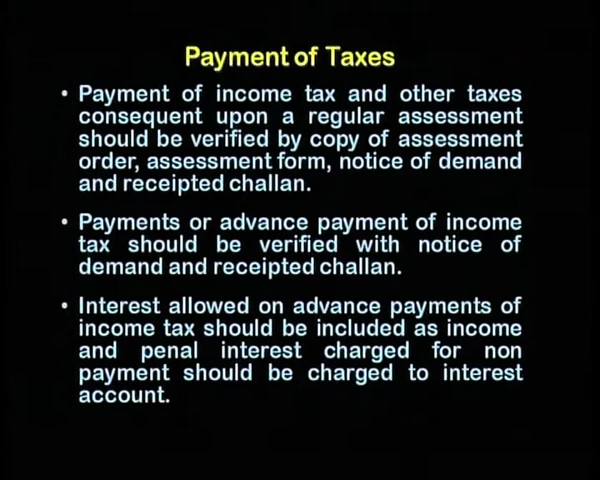 Payment of Taxes
• Payment of income tax and other taxes
consequent upon a regular assessment
should be verified by copy of assessment
order, assessment form, notice of demand
and receipted challan.
• Payments or advance payment of income
tax should be verified with notice of
demand and receipted challan.
• Interest allowed on advance payments of
income tax should be included as income
and penal interest charged for non
payment should be charged to interest
account.